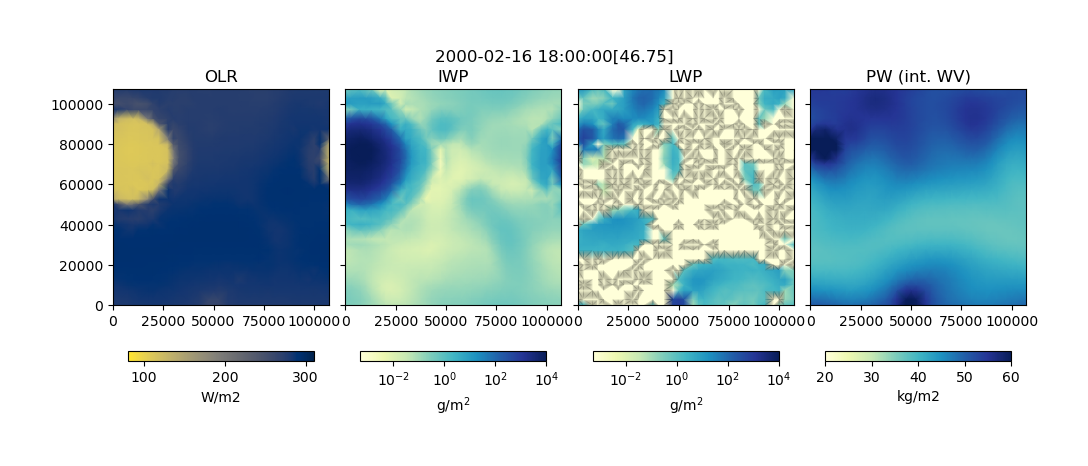 2000-02-16 18:00:00[46.75]
OLR IWP LWP PW (int. WV)
100000
80000
60000
40000
20000
0
0 25000 50000 75000 100000 0 25000 50000 75000 100000 0 25000 50000 75000 100000 0 25000 50000 75000 100000
100 200 300 10⁻² 10⁰ 10² 10⁴ 10⁻² 10⁰ 10² 10⁴ 20 30 40 50 60
W/m2 g/m² g/m² kg/m2